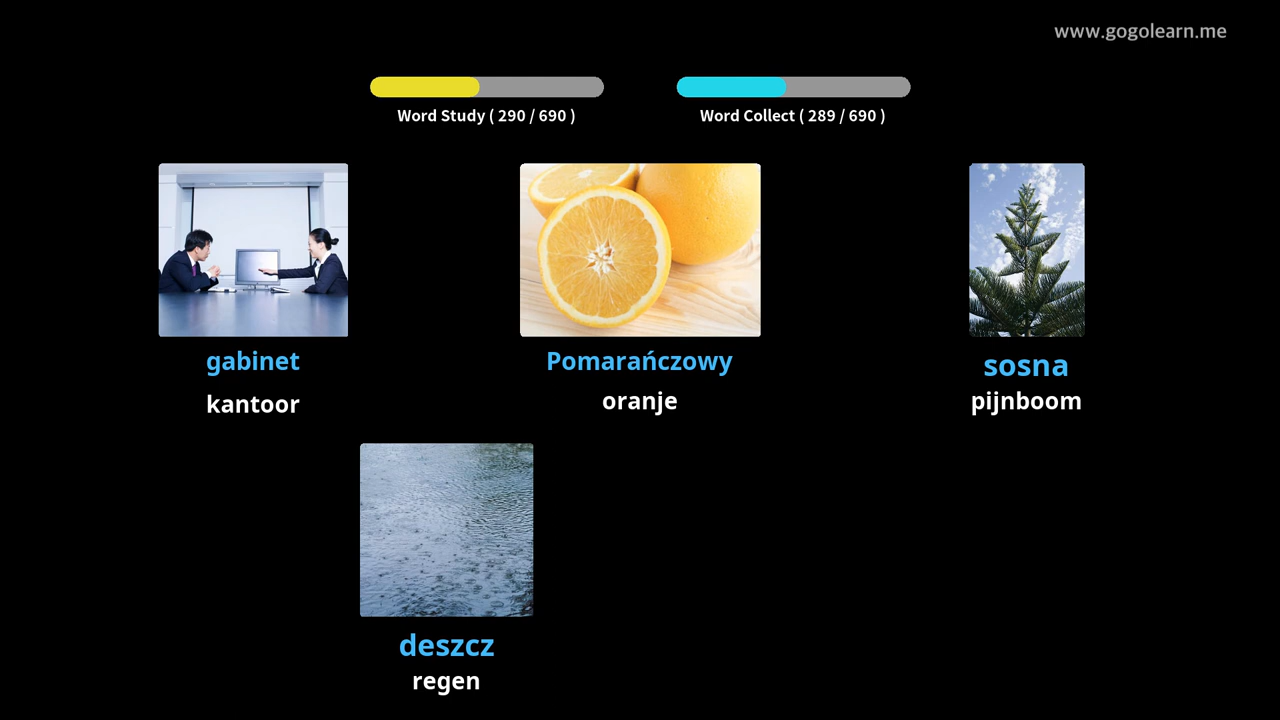 www.gogolearn.me
Word Study ( 290 / 690 )
Word Collect ( 289 / 690 )
gabinet
kantoor
Pomarańczowy
oranje
sosna
pijnboom
deszcz
regen